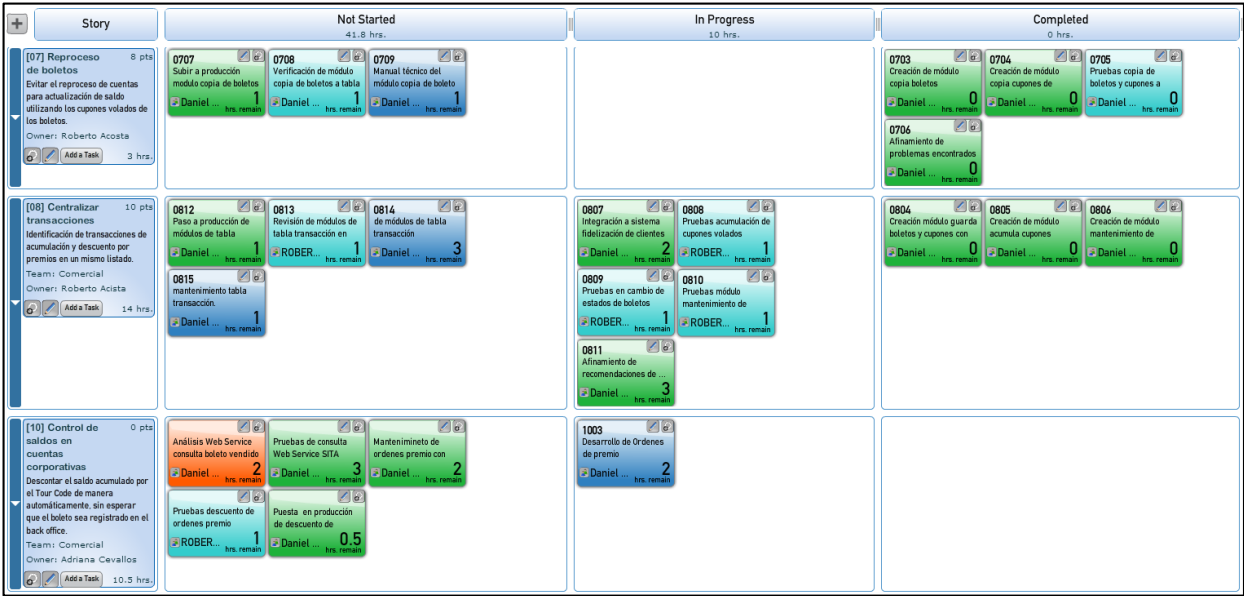 +
Story
Not Started
41.8 hrs.
In Progress
10 hrs.
Completed
0 hrs.
[07] Reproceso 8 pts
de boletos
Evitar el reproceso de cuentas
para actualización de saldo
utilizando los cupones volados de
los boletos.
Owner: Roberto Acosta
Add a Task 3 hrs.
0707
Subir a producción
modulo copia de boletos
Daniel ... 1
hrs. remain
0708
Verificación de módulo
copia de boletos a tabla
Daniel ... 1
hrs. remain
0709
Manual técnico del
módulo copia de boleto
Daniel ... 1
hrs. remain
0703
Creación de módulo
copia boletos
Daniel ... 0
hrs. remain
0704
Creación de módulo
copia cupones de
Daniel ... 0
hrs. remain
0705
Pruebas copia de
boletos y cupones a
Daniel ... 0
hrs. remain
0706
Afinamiento de
problemas encontrados
Daniel ... 0
hrs. remain
[08] Centralizar 10 pts
transacciones
Identificación de transacciones de
acumulación y descuento por
premios en un mismo listado.
Team: Comercial
Owner: Roberto Acista
Add a Task 14 hrs.
0812
Paso a producción de
módulos de tabla
Daniel ... 1
hrs. remain
0813
Revisión de módulos de
tabla transacción en
ROBER... 1
hrs. remain
0814
de módulos de tabla
transacción
Daniel ... 3
hrs. remain
0815
mantenimiento tabla
transacción.
Daniel ... 1
hrs. remain
0807
Integración a sistema
fidelización de clientes
Daniel ... 2
hrs. remain
0808
Pruebas acumulación de
cupones volados
ROBER... 1
hrs. remain
0809
Pruebas en cambio de
estados de boletos
ROBER... 1
hrs. remain
0810
Pruebas módulo
mantenimiento de
ROBER... 1
hrs. remain
0811
Afinamiento de
recomendaciones de ...
Daniel ... 3
hrs. remain
0804
Creación módulo guarda
boletos y cupones con
Daniel ... 0
hrs. remain
0805
Creación de módulo
acumula cupones
Daniel ... 0
hrs. remain
0806
Creación de módulo
mantenimiento de
Daniel ... 0
hrs. remain
[10] Control de 0 pts
saldos en
cuentas
corporativas
Descontar el saldo acumulado por
el Tour Code de manera
automáticamente, sin esperar
que el boleto sea registrado en el
back office.
Team: Comercial
Owner: Adriana Cevallos
Add a Task 10.5 hrs.
Análisis Web Service
consulta boleto vendido
Daniel ... 2
hrs. remain
Pruebas de consulta
Web Service SITA
Daniel ... 3
hrs. remain
Mantenimineto de
ordenes premio con
Daniel ... 2
hrs. remain
Pruebas descuento de
ordenes premio
ROBER... 1
hrs. remain
Puesta en producción
de descuento de
Daniel ... 0.5
hrs. remain
1003
Desarrollo de Ordenes
de premio
Daniel ... 2
hrs. remain